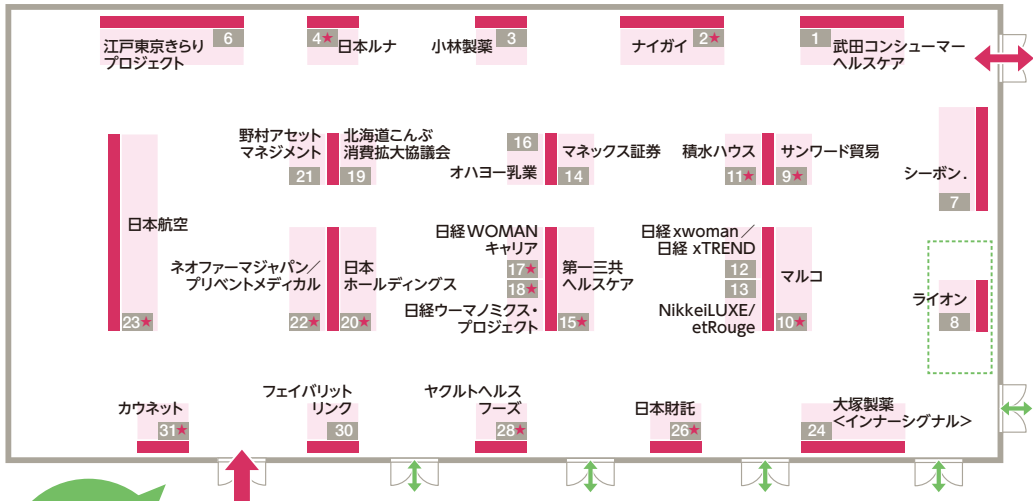 江戸東京きらり
プロジェクト
6
4★
日本ルナ
小林製薬
3
ナイガイ
2★
1
武田コンシューマー
ヘルスケア
野村アセット
マネジメント
21
北海道こんぶ
消費拡大協議会
19
16
オハヨー乳業
マネックス証券
14
積水ハウス
11★
サンワード貿易
9★
シーボン.
7
日本航空
23★
ネオファーマジャパン/
プリベントメディカル
22★
日本
ホールディングス
20★
日経WOMAN
キャリア
17★
18★
日経ウーマノミクス・
プロジェクト
第一三共
ヘルスケア
15★
日経xwoman/
日経xTREND
12
13
NikkeiLUXE/
etRouge
マルコ
10★
ライオン
8
カウネット
31★
フェイバリット
リンク
30
ヤクルトヘルス
フーズ
28★
日本財託
26★
24
大塚製薬
<インナーシグナル>